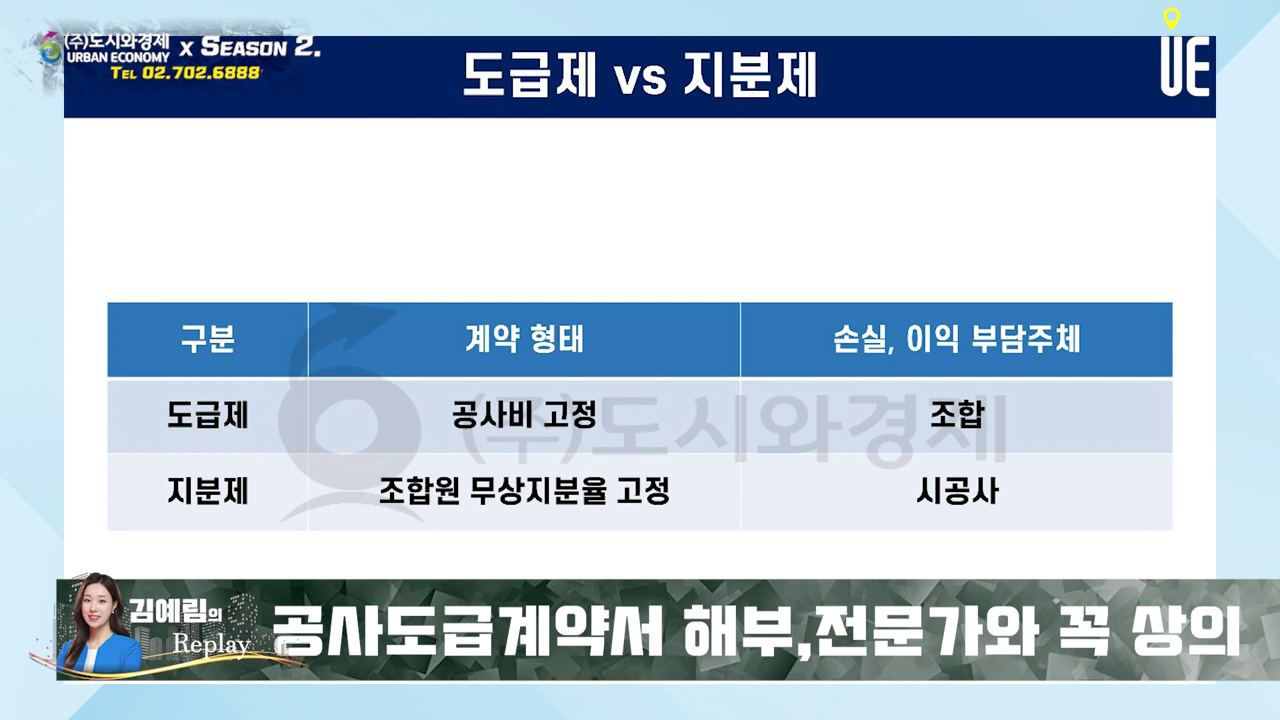 (주)도시와경제
URBAN ECONOMY x SEASON 2.
TEL 02.702.6888
도급제 vs 지분제
UE
구분 계약 형태 손실, 이익 부담주체
도급제 공사비 고정 조합
지분제 조합원 무상지분율 고정 시공사
(주)도시와경제
김예림의
Replay
공사도급계약서 해부,전문가와 꼭 상의